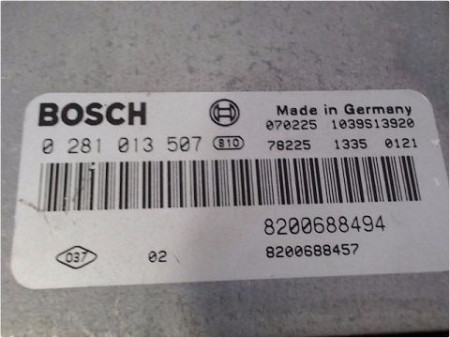 BOSCH
Made in Germany
070225 1039S13920
0 281 013 507 S10
78225 1335 0121
8200688494
037 02
8200688457